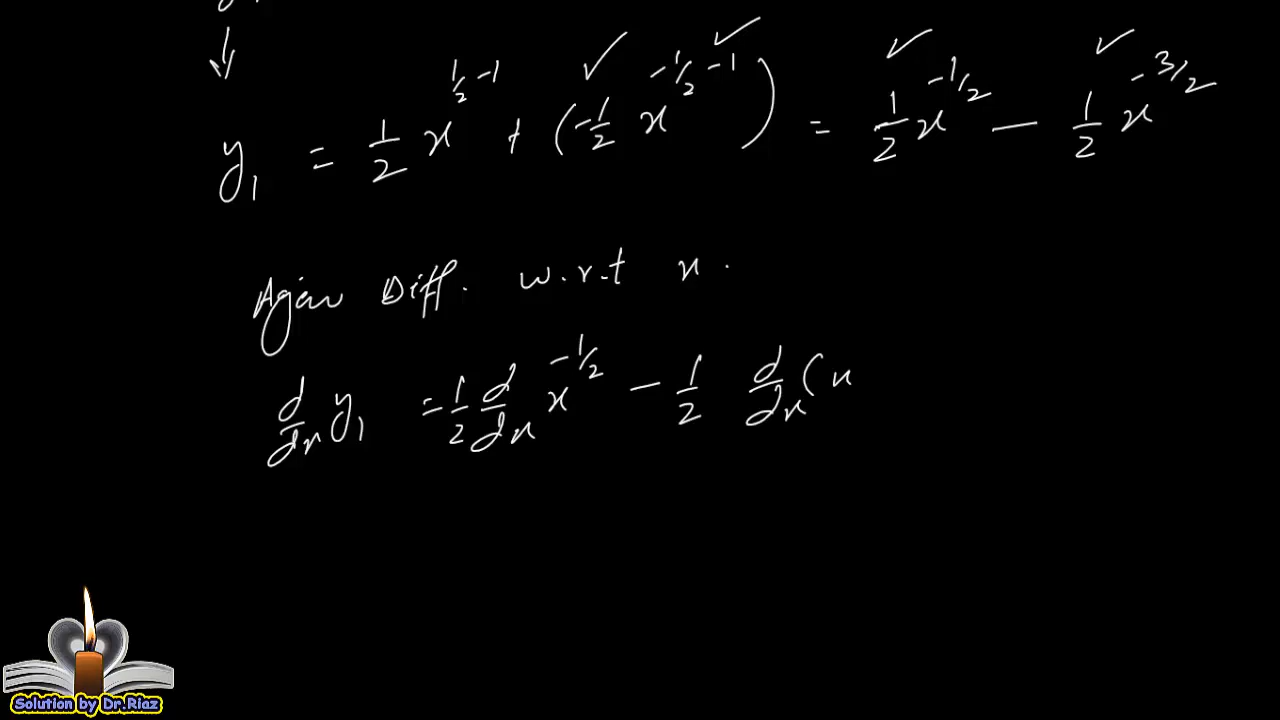 y₁ = 1/2 x^(1/2 - 1) + (-1/2 x^(-1/2 - 1)) = 1/2 x^(-1/2) - 1/2 x^(-3/2)
Again Diff. w.r.t x.
d/dx y₁ = 1/2 d/dx x^(-1/2) - 1/2 d/dx (x
Solution by Dr.Riaz